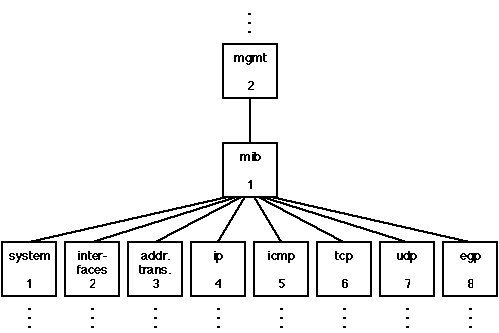 mgmt
2
mib
1
system
1
inter-
faces
2
addr.
trans.
3
ip
4
icmp
5
tcp
6
udp
7
egp
8